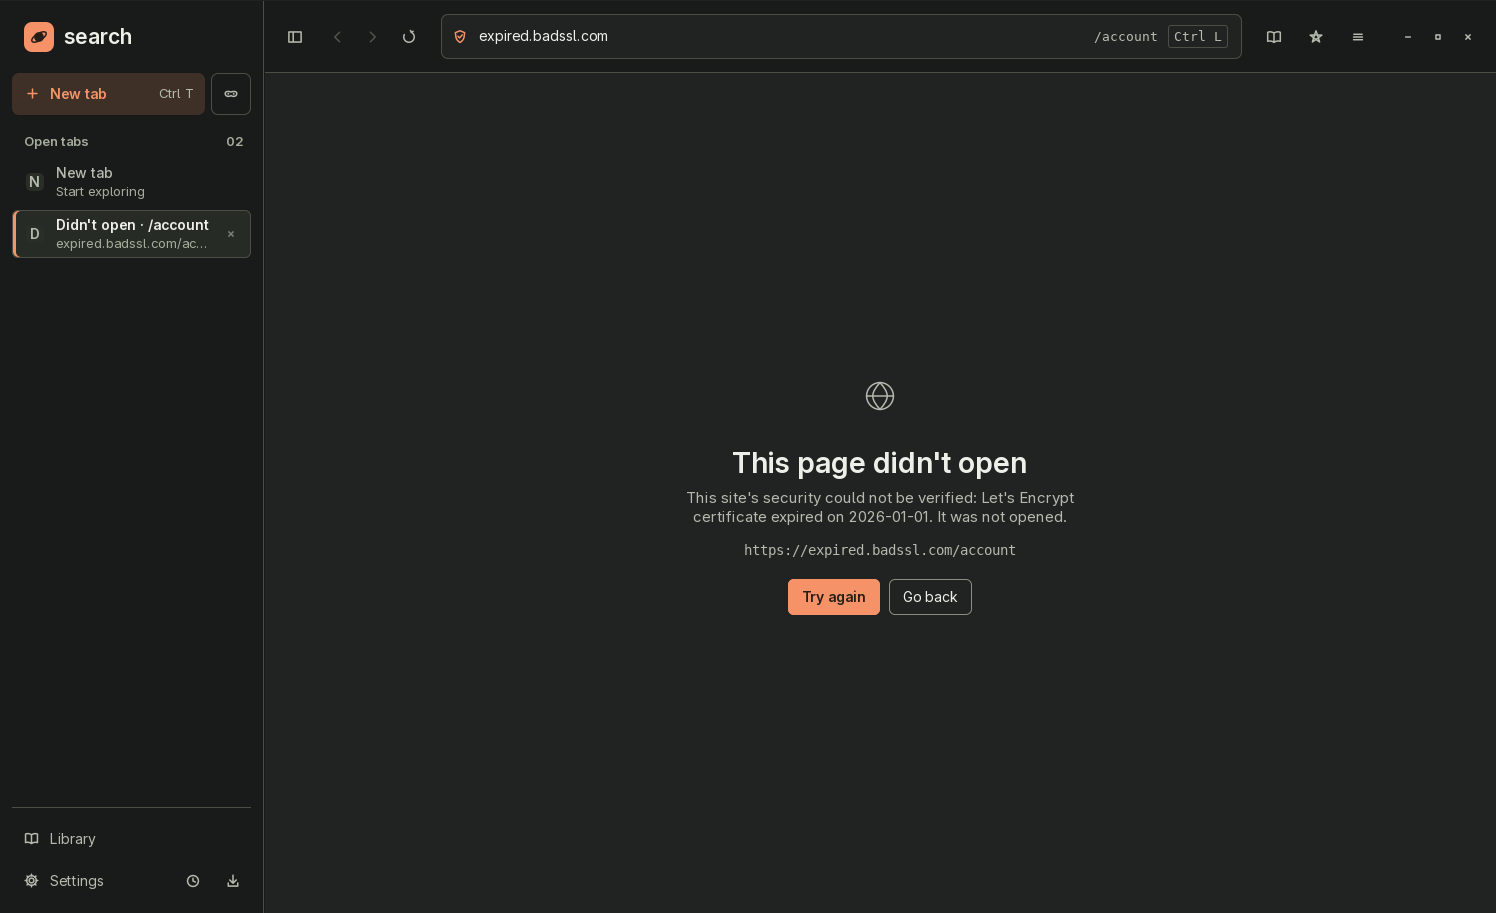 search
New tab Ctrl T
Open tabs 02
N
New tab
Start exploring
D
Didn't open · /account
expired.badssl.com/ac...
Library
Settings
expired.badssl.com /account Ctrl L
This page didn't open
This site's security could not be verified: Let's Encrypt
certificate expired on 2026-01-01. It was not opened.
https://expired.badssl.com/account
Try again Go back